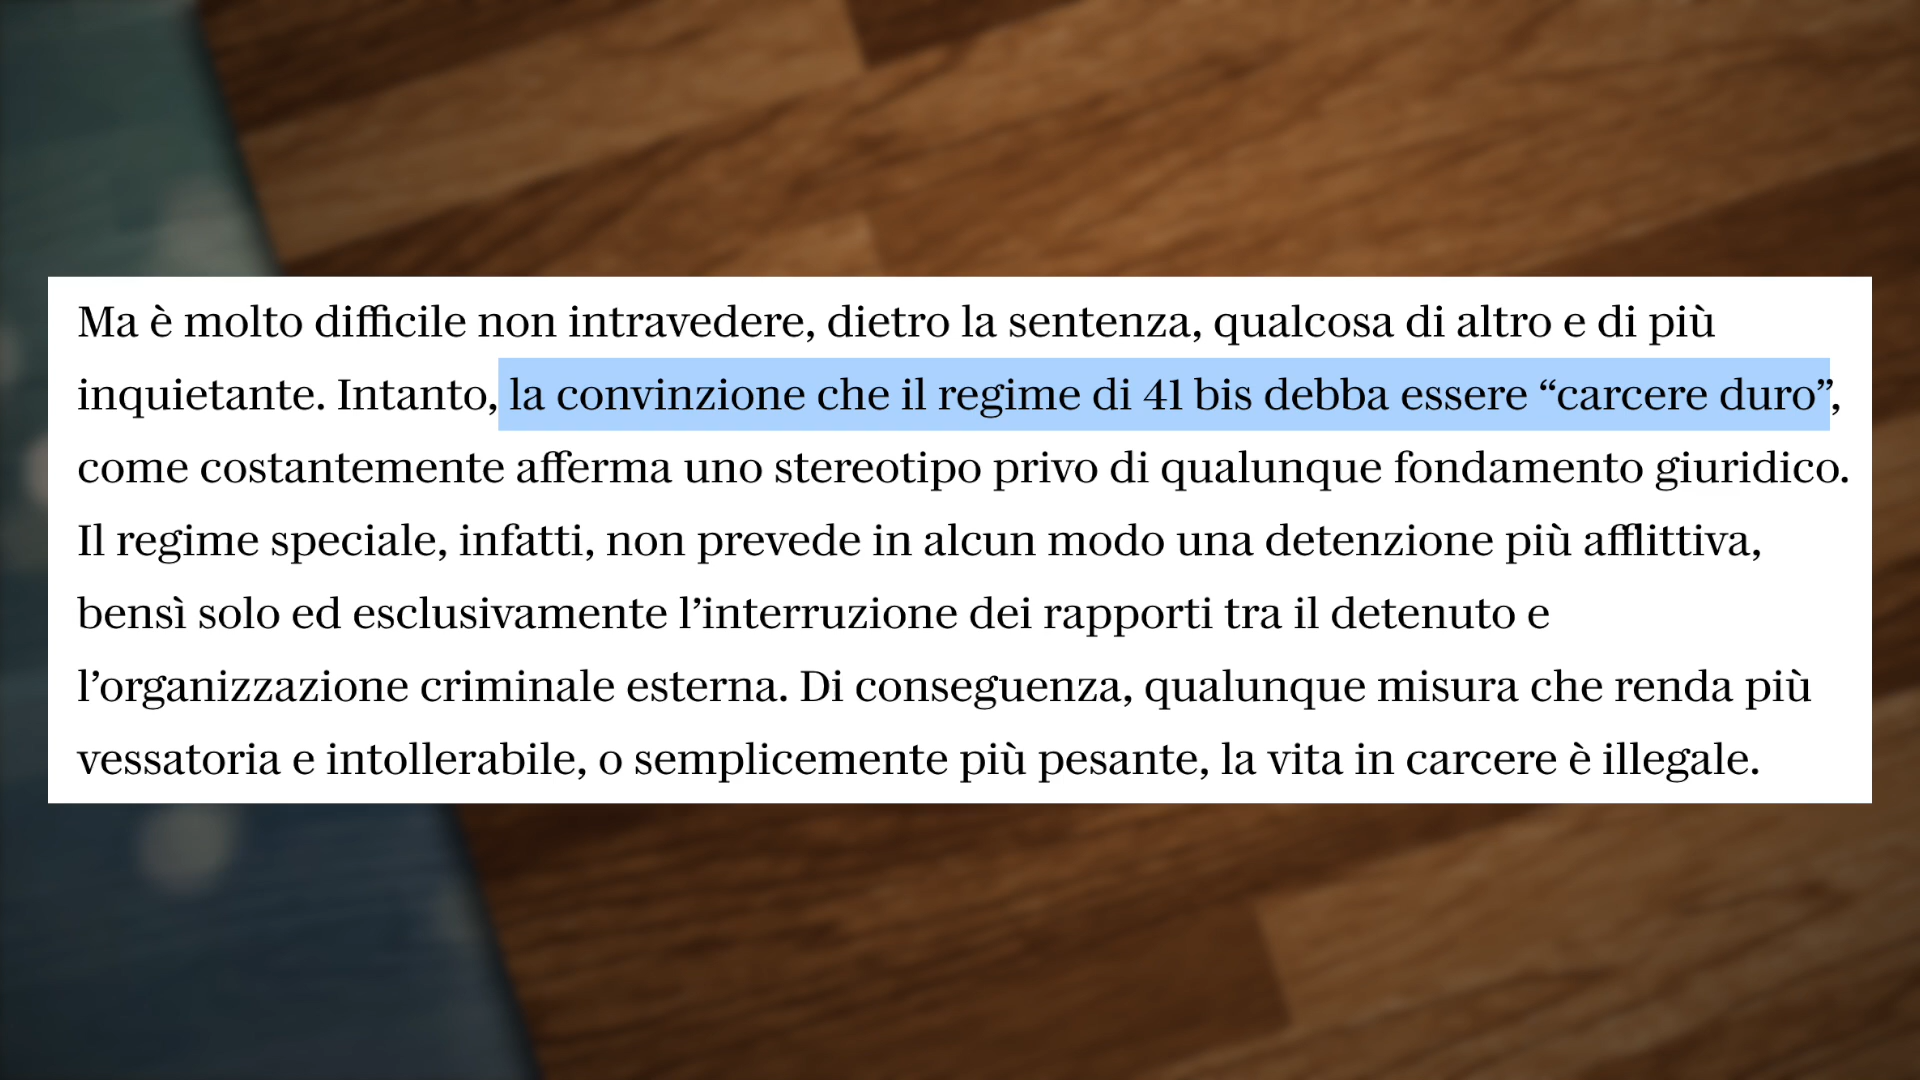 Ma è molto difficile non intravedere, dietro la sentenza, qualcosa di altro e di più
inquietante. Intanto, la convinzione che il regime di 41 bis debba essere “carcere duro”,
come costantemente afferma uno stereotipo privo di qualunque fondamento giuridico.
Il regime speciale, infatti, non prevede in alcun modo una detenzione più afflittiva,
bensì solo ed esclusivamente l’interruzione dei rapporti tra il detenuto e
l’organizzazione criminale esterna. Di conseguenza, qualunque misura che renda più
vessatoria e intollerabile, o semplicemente più pesante, la vita in carcere è illegale.